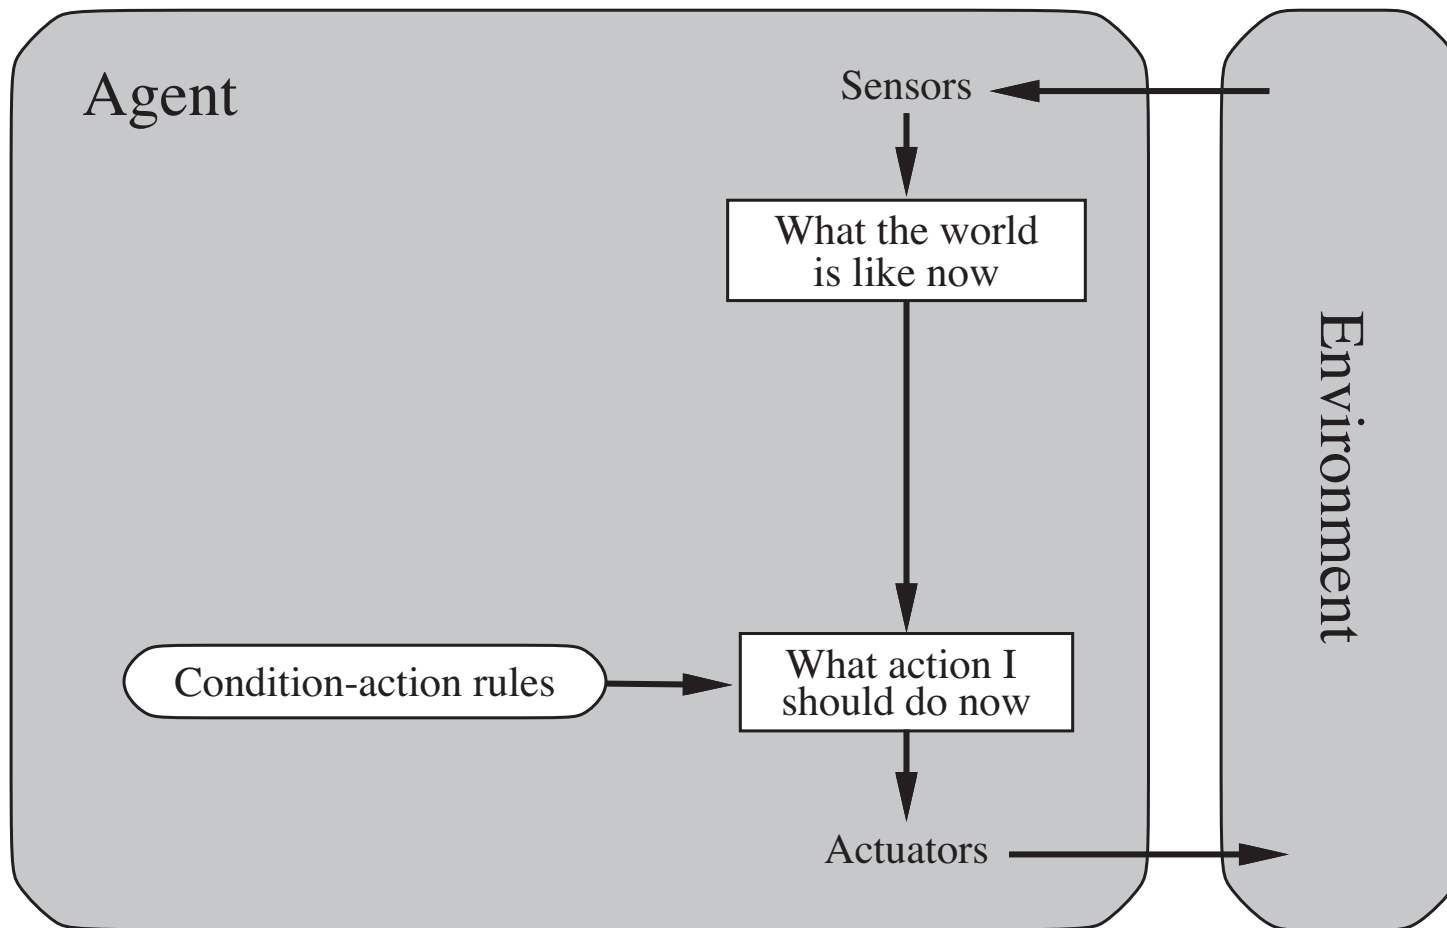 Agent
Sensors
What the world
is like now
Environment
Condition-action rules
What action I
should do now
Actuators